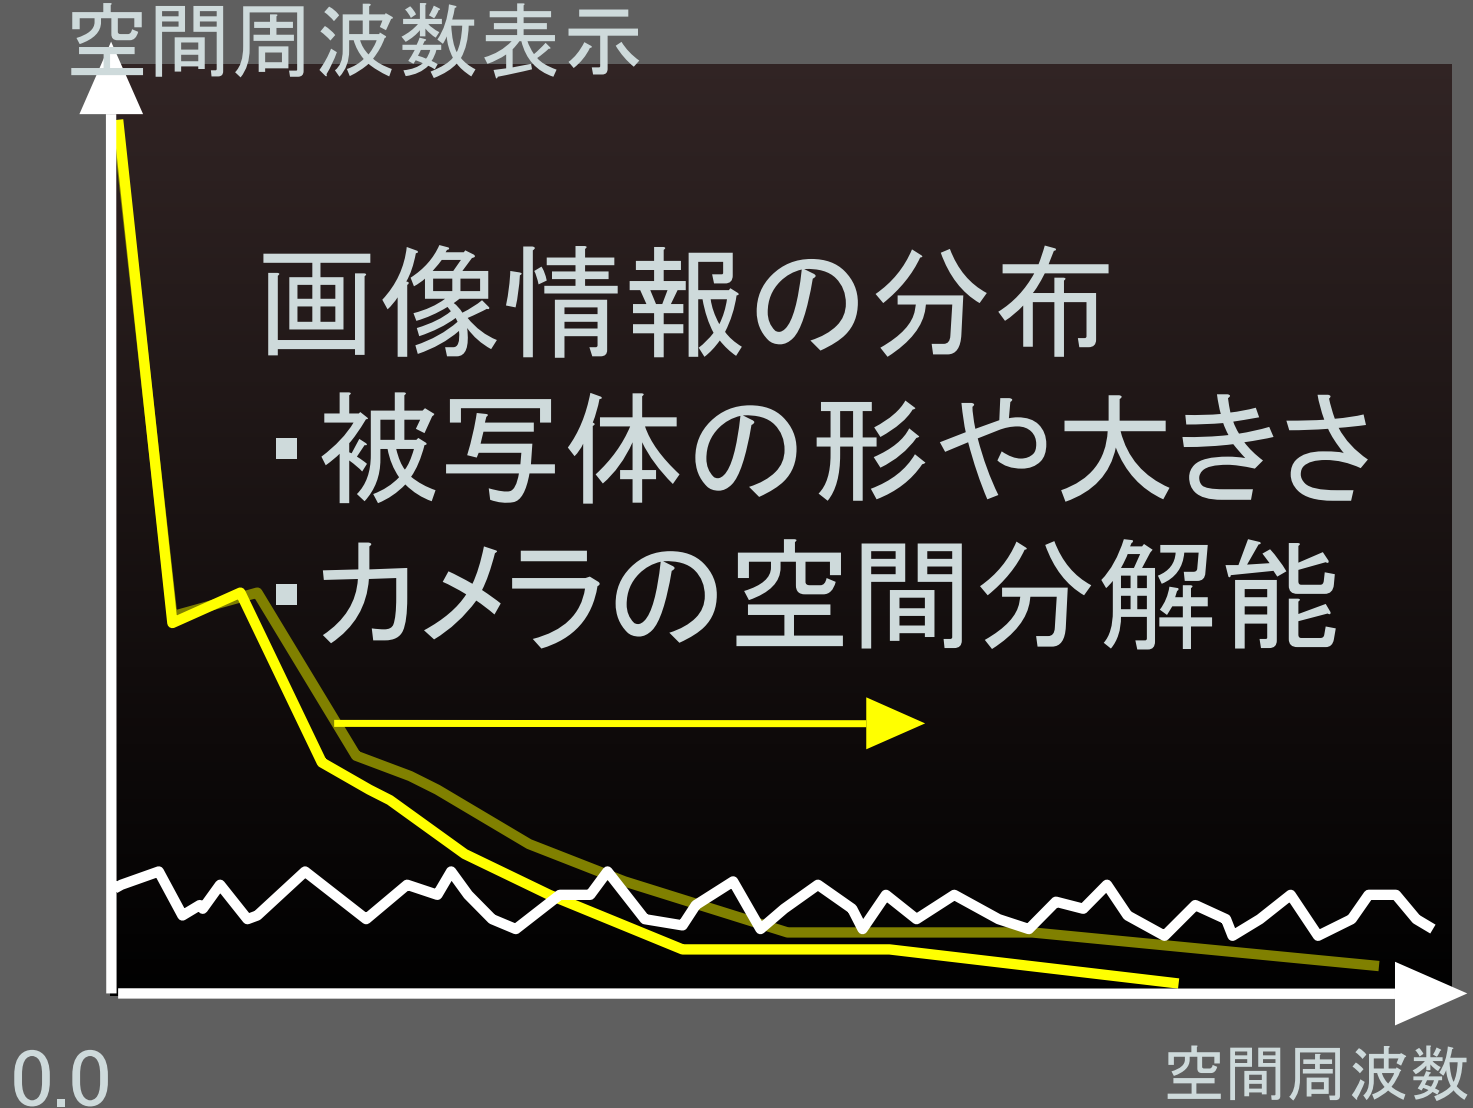 空間周波数表示
画像情報の分布
・被写体の形や大きさ
・カメラの空間分解能
0.0
空間周波数